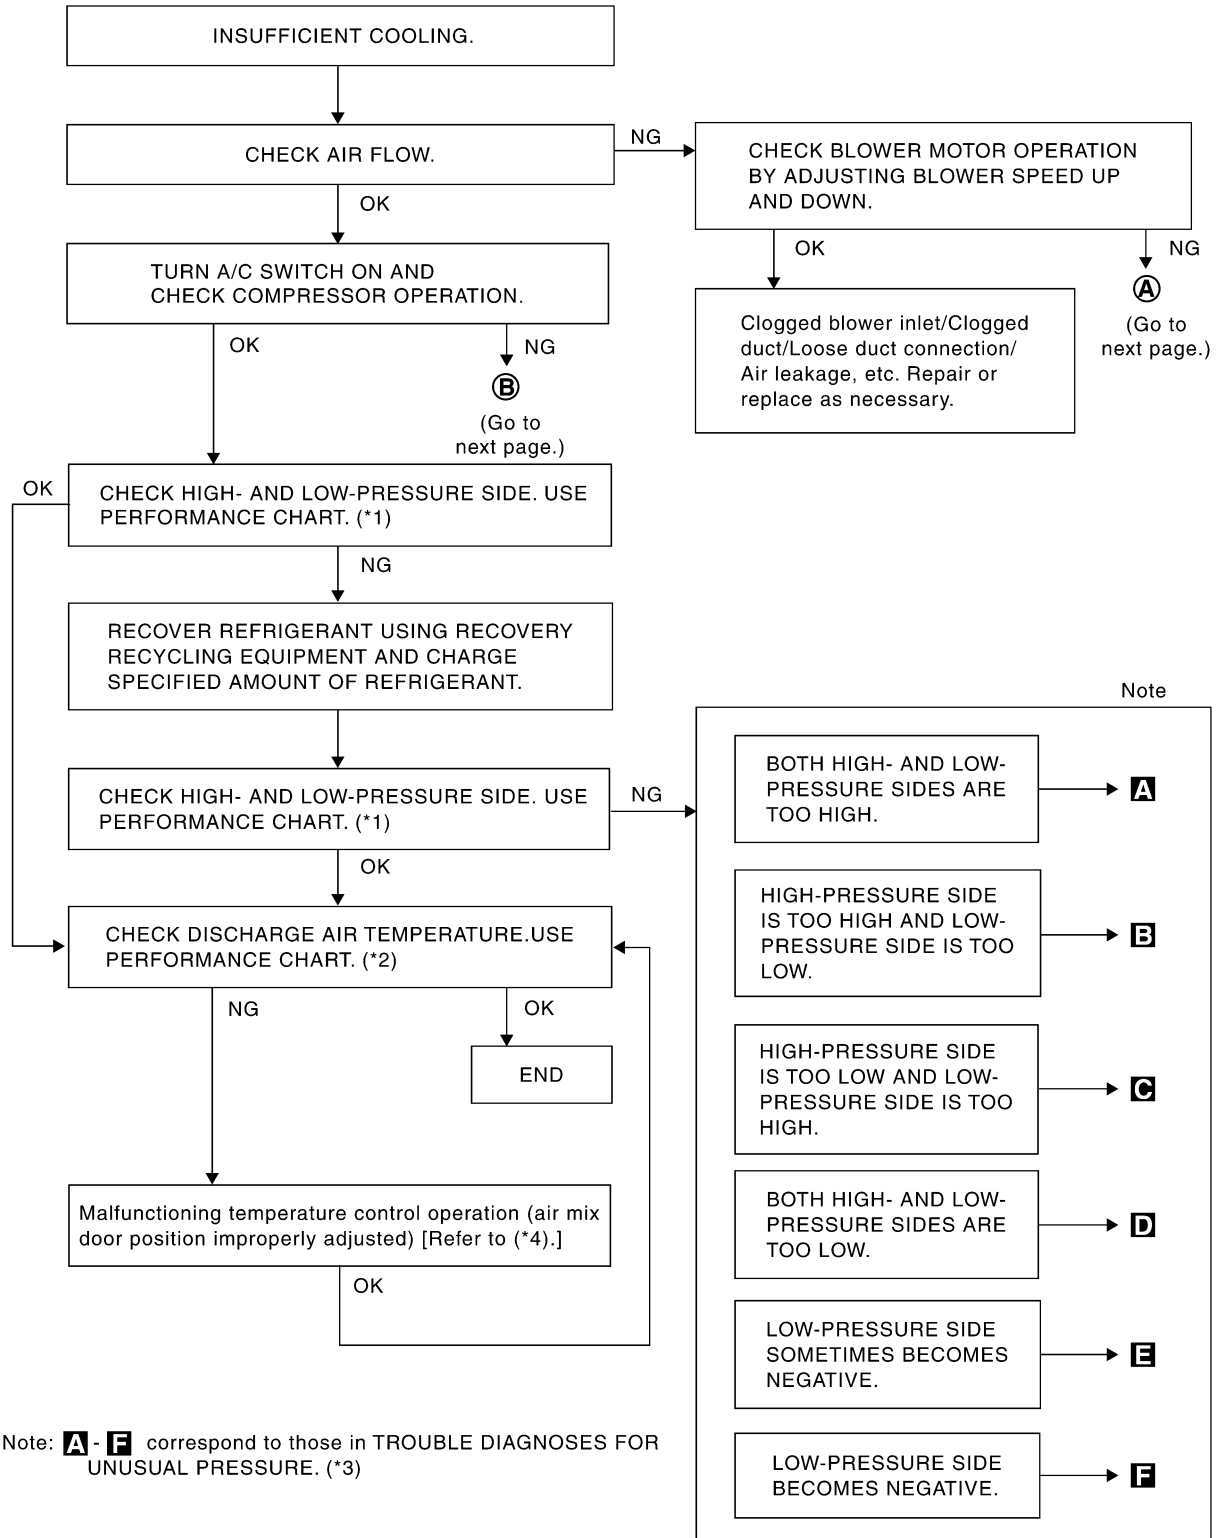 INSUFFICIENT COOLING.
CHECK AIR FLOW.
NG
CHECK BLOWER MOTOR OPERATION
BY ADJUSTING BLOWER SPEED UP
AND DOWN.
OK
OK
NG
TURN A/C SWITCH ON AND
CHECK COMPRESSOR OPERATION.
Clogged blower inlet/Clogged
duct/Loose duct connection/
Air leakage, etc. Repair or
replace as necessary.
A
(Go to
next page.)
OK
NG
B
(Go to
next page.)
OK
CHECK HIGH- AND LOW-PRESSURE SIDE. USE
PERFORMANCE CHART. (*1)
NG
RECOVER REFRIGERANT USING RECOVERY
RECYCLING EQUIPMENT AND CHARGE
SPECIFIED AMOUNT OF REFRIGERANT.
CHECK HIGH- AND LOW-PRESSURE SIDE. USE
PERFORMANCE CHART. (*1)
NG
OK
CHECK DISCHARGE AIR TEMPERATURE.USE
PERFORMANCE CHART. (*2)
NG
OK
END
Malfunctioning temperature control operation (air mix
door position improperly adjusted) [Refer to (*4).]
OK
Note
BOTH HIGH- AND LOW-
PRESSURE SIDES ARE
TOO HIGH.
A
HIGH-PRESSURE SIDE
IS TOO HIGH AND LOW-
PRESSURE SIDE IS TOO
LOW.
B
HIGH-PRESSURE SIDE
IS TOO LOW AND LOW-
PRESSURE SIDE IS TOO
HIGH.
C
BOTH HIGH- AND LOW-
PRESSURE SIDES ARE
TOO LOW.
D
LOW-PRESSURE SIDE
SOMETIMES BECOMES
NEGATIVE.
E
LOW-PRESSURE SIDE
BECOMES NEGATIVE.
F
Note: A - F correspond to those in TROUBLE DIAGNOSES FOR
UNUSUAL PRESSURE. (*3)